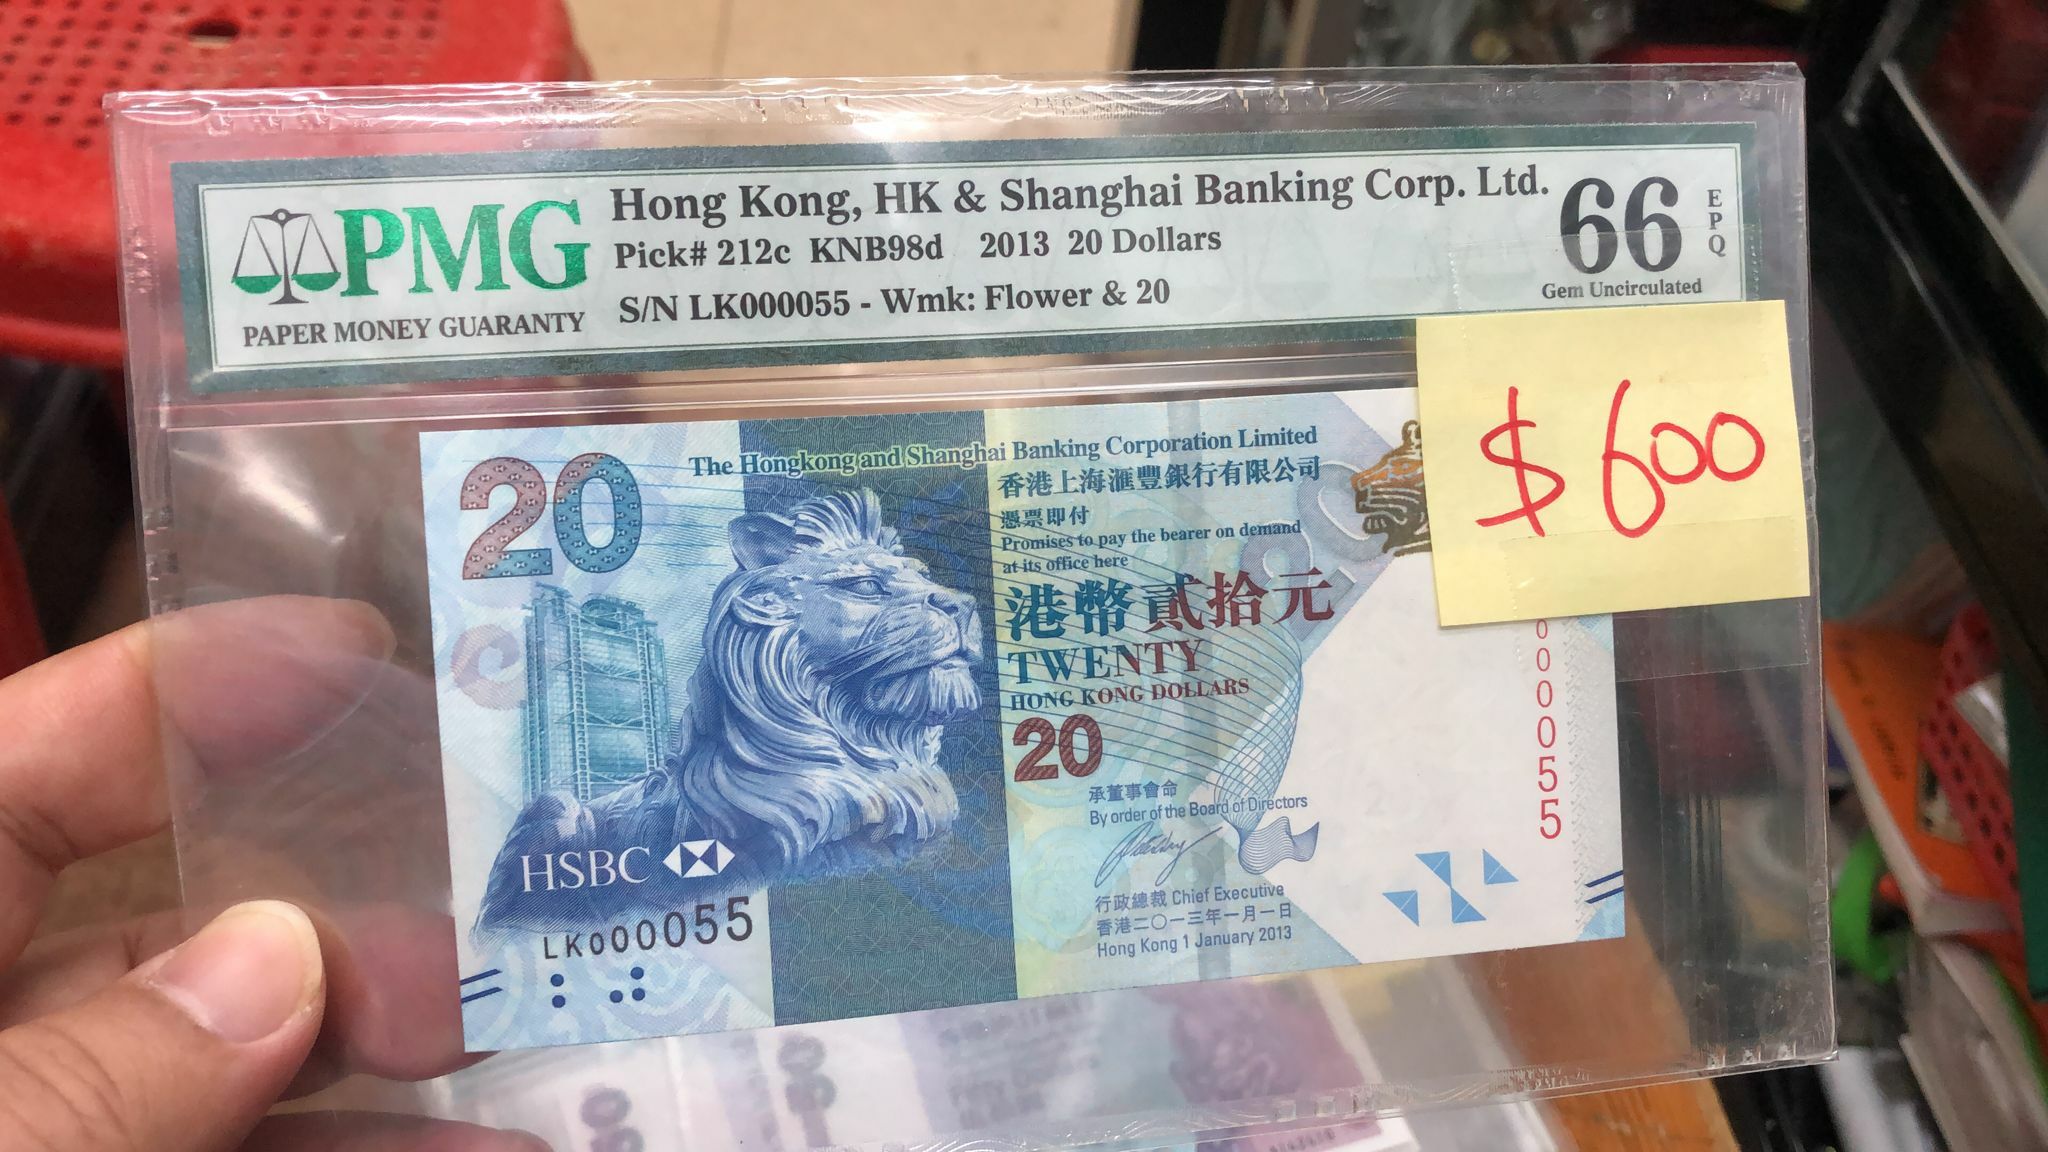 PMG
PAPER MONEY GUARANTY
Hong Kong, HK & Shanghai Banking Corp. Ltd.
Pick# 212c KNB98d 2013 20 Dollars
S/N LK000055 - Wmk: Flower & 20
66
EPQ
Gem Uncirculated
$600
20
The Hongkong and Shanghai Banking Corporation Limited
香港上海滙豐銀行有限公司
憑票即付
Promises to pay the bearer on demand
at its office here
港幣貳拾元
TWENTY
HONG KONG DOLLARS
20
承董事會命
By order of the Board of Directors
行政總裁 Chief Executive
香港二〇一三年一月一日
Hong Kong 1 January 2013
HSBC
LK000055
000055